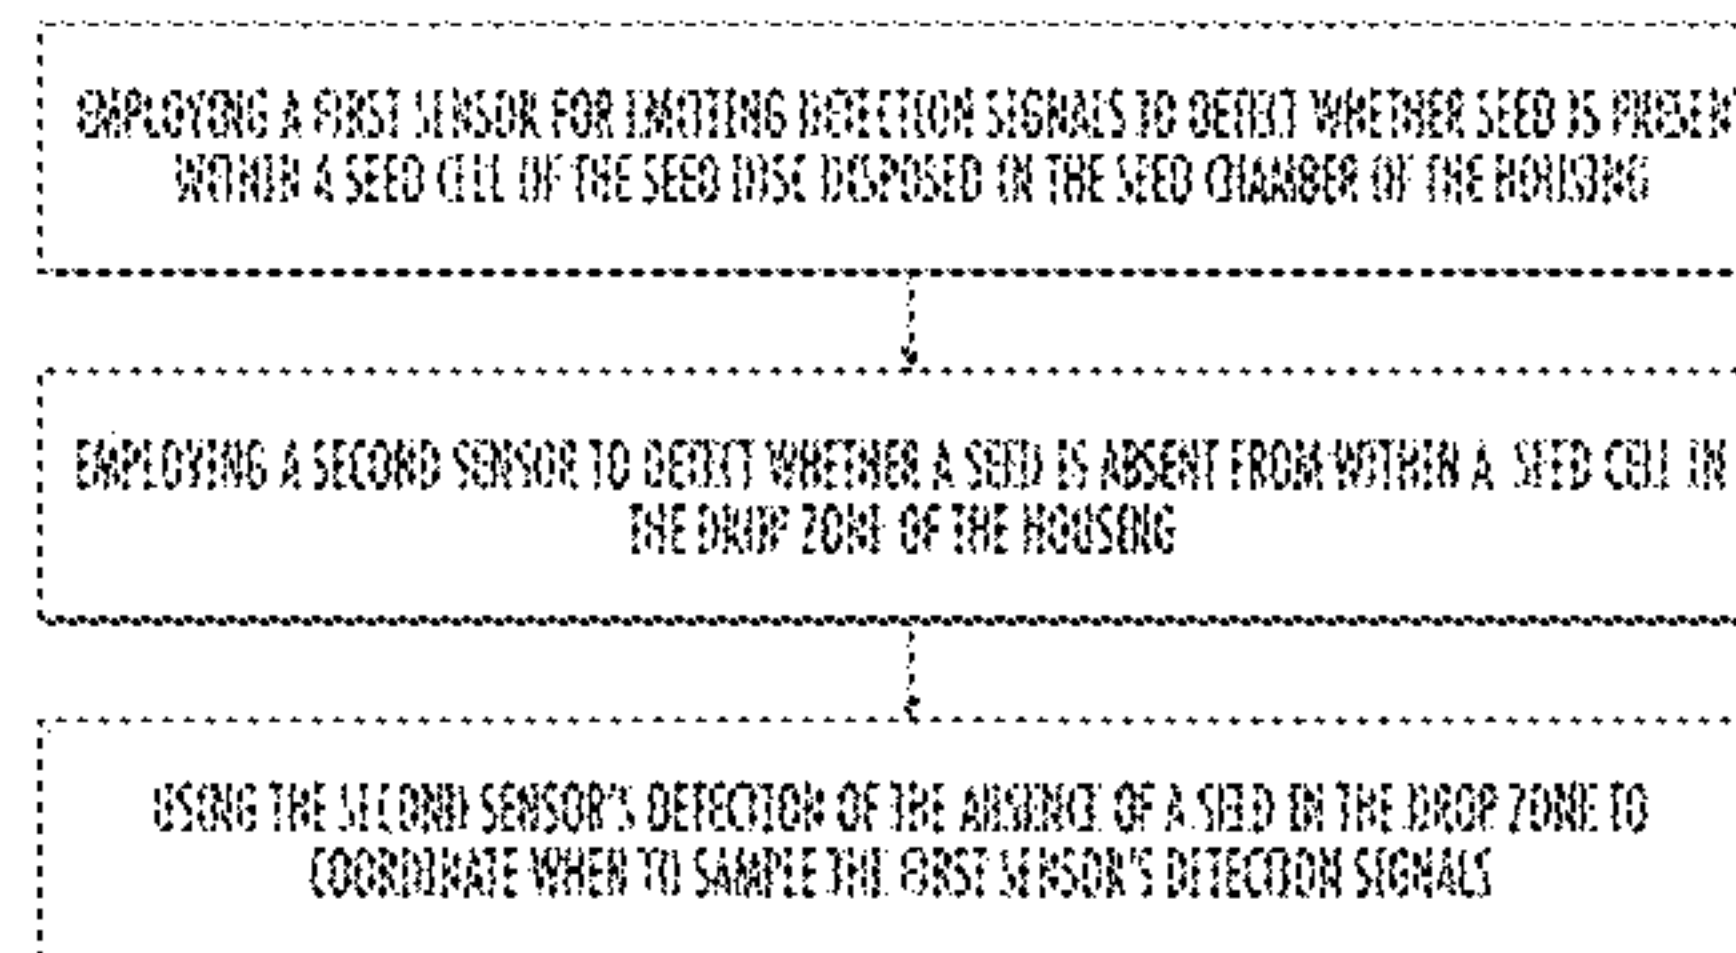 EMPLOYING A FIRST SENSOR FOR EMITTING DETECTION SIGNALS TO DETECT WHETHER SEED IS PRESENT
WITHIN A SEED CELL OF THE SEED DISC DISPOSED IN THE SEED CHAMBER OF THE HOUSING
EMPLOYING A SECOND SENSOR TO DETECT WHETHER A SEED IS ABSENT FROM WITHIN A SEED CELL IN
THE DROP ZONE OF THE HOUSING
USING THE SECOND SENSOR'S DETECTION OF THE ABSENCE OF A SEED IN THE DROP ZONE TO
COORDINATE WHEN TO SAMPLE THE FIRST SENSOR'S DETECTION SIGNALS